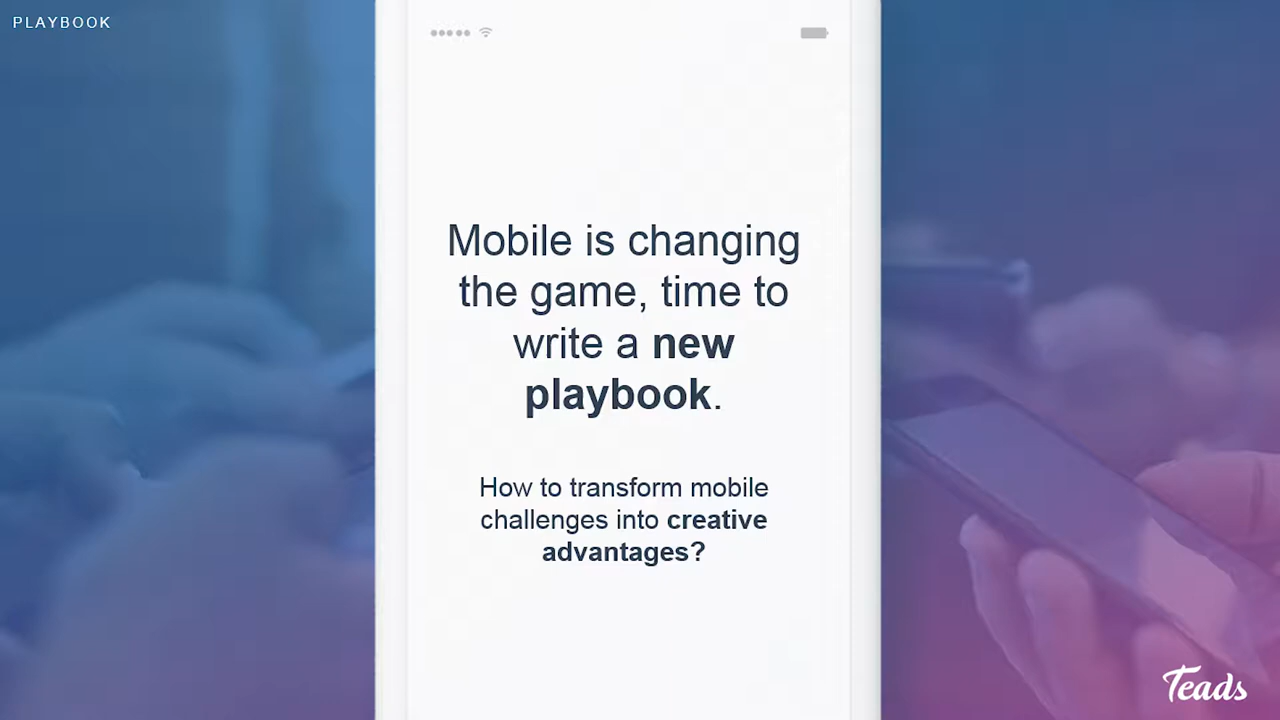 PLAYBOOK
Mobile is changing
the game, time to
write a new
playbook.
How to transform mobile
challenges into creative
advantages?
Teads